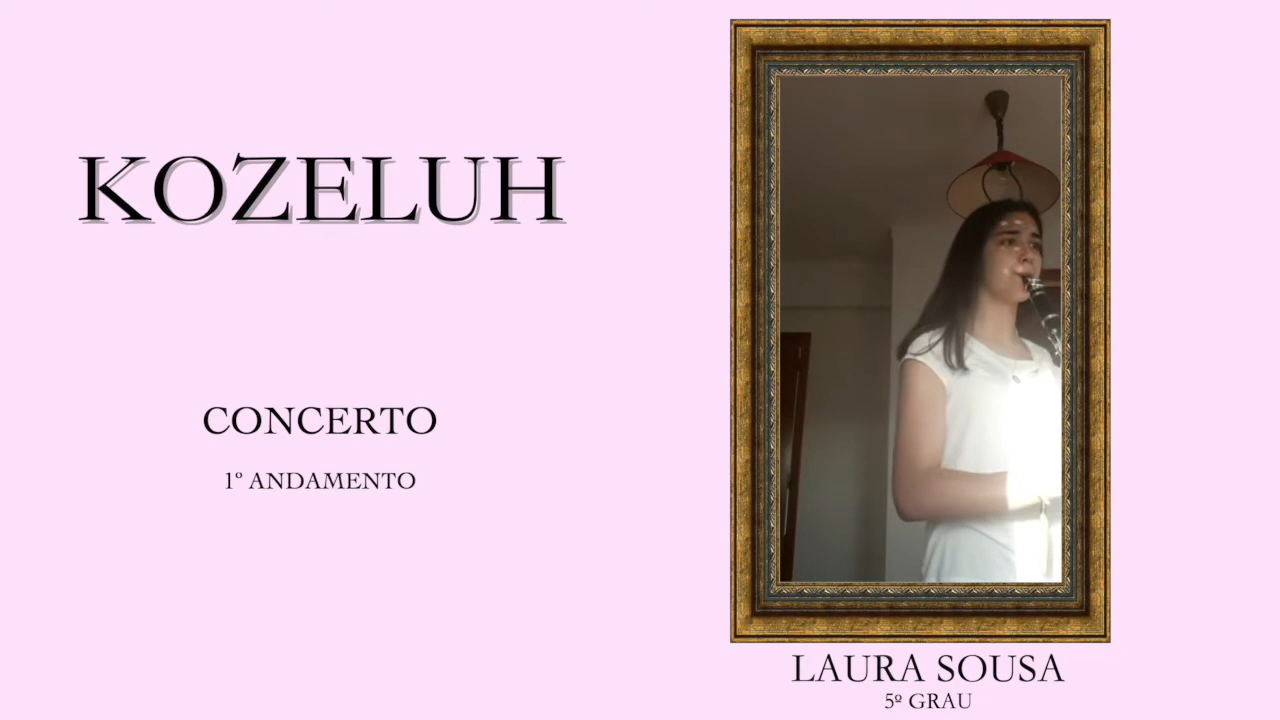 KOZELUH
CONCERTO
1º ANDAMENTO
LAURA SOUSA
5º GRAU